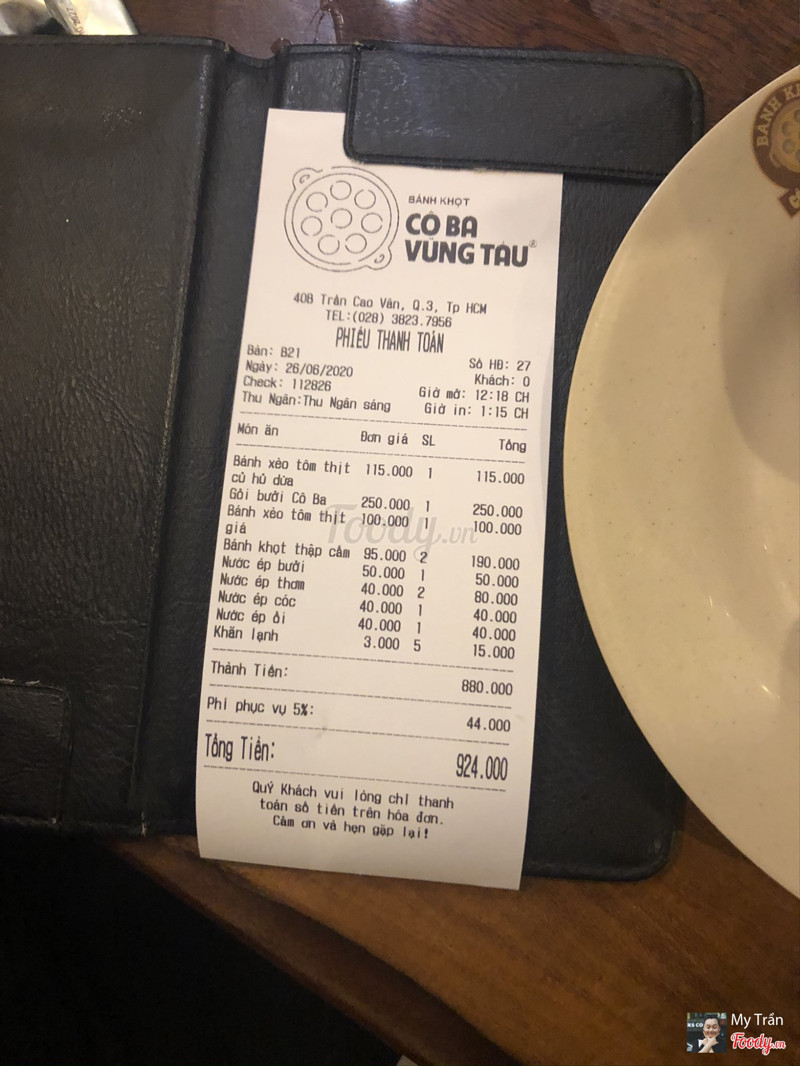 BÁNH KHỌT
CÔ BA
VŨNG TÀU®
40B Trần Cao Vân, Q.3, Tp HCM
TEL:(028) 3823.7956
PHIẾU THANH TOÁN
Bàn: B21 Số HĐ: 27
Ngày: 26/06/2020 Khách: 0
Check: 112826 Giờ mở: 12:18 CH
Thu Ngân:Thu Ngân sáng Giờ in: 1:15 CH
Món ăn Đơn giá SL Tổng
Bánh xèo tôm thịt 115.000 1 115.000
củ hủ dừa
Gỏi bưởi Cô Ba 250.000 1 250.000
Bánh xèo tôm thịt 100.000 1 100.000
giá
Bánh khọt thập cẩm 95.000 2 190.000
Nước ép bưởi 50.000 1 50.000
Nước ép thơm 40.000 2 80.000
Nước ép cóc 40.000 1 40.000
Nước ép ổi 40.000 1 40.000
Khăn lạnh 3.000 5 15.000
Thành Tiền: 880.000
Phí phục vụ 5%: 44.000
Tổng Tiền: 924.000
Quý Khách vui lòng chỉ thanh
toán số tiền trên hóa đơn.
Cảm ơn và hẹn gặp lại!
Foody.vn
BÁNH
My Trần
Foody.vn